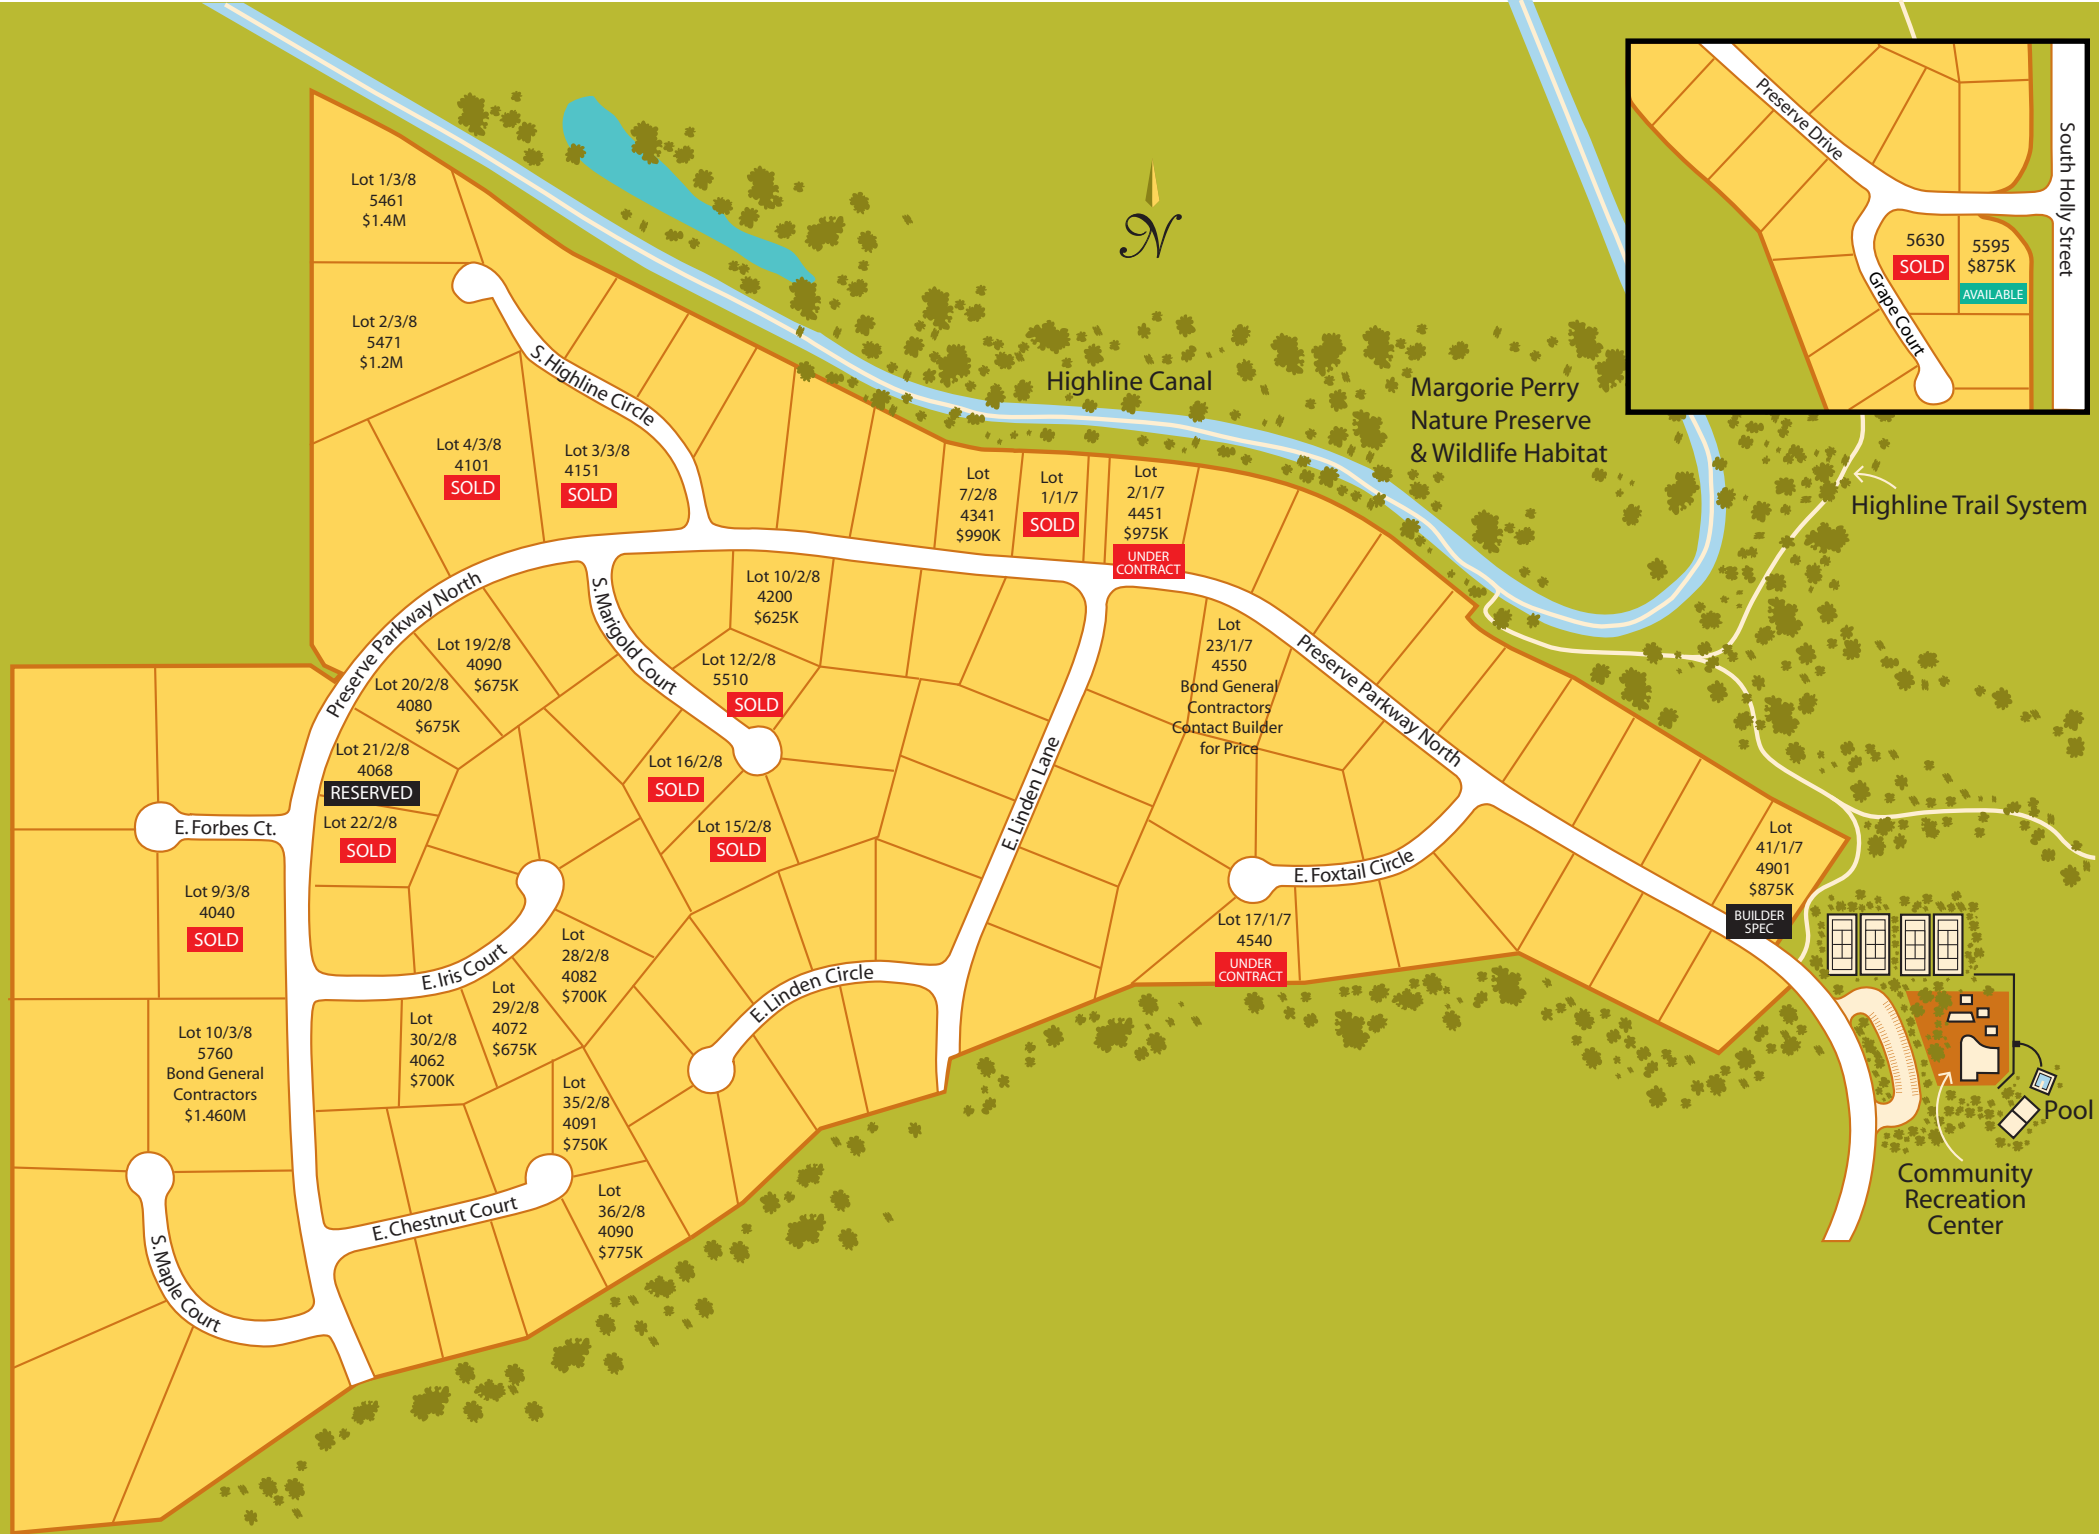 Lot 1/3/8
5461
$1.4M
Lot 2/3/8
5471
$1.2M
S. Highline Circle
Lot 4/3/8
4101
SOLD
Lot 3/3/8
4151
SOLD
N
Highline Canal
Margorie Perry
Nature Preserve
& Wildlife Habitat
Highline Trail System
Preserve Drive
South Holly Street
5630
SOLD
5595
$875K
AVAILABLE
Grape Court
Lot
7/2/8
4341
$990K
Lot
1/1/7
SOLD
Lot
2/1/7
4451
$975K
UNDER
CONTRACT
Preserve Parkway North
S. Marigold Court
Lot 10/2/8
4200
$625K
Lot 12/2/8
5510
SOLD
Lot 19/2/8
4090
$675K
Lot 20/2/8
4080
$675K
Lot 21/2/8
4068
RESERVED
Lot 22/2/8
SOLD
Lot 16/2/8
SOLD
Lot 15/2/8
SOLD
E. Linden Lane
Lot
23/1/7
4550
Bond General
Contractors
Contact Builder
for Price
Preserve Parkway North
E. Foxtail Circle
Lot 17/1/7
4540
UNDER
CONTRACT
Lot
41/1/7
4901
$875K
BUILDER
SPEC
E. Forbes Ct.
Lot 9/3/8
4040
SOLD
Lot 10/3/8
5760
Bond General
Contractors
$1.460M
E. Iris Court
Lot
28/2/8
4082
$700K
Lot
29/2/8
4072
$675K
Lot
30/2/8
4062
$700K
E. Linden Circle
Lot
35/2/8
4091
$750K
Lot
36/2/8
4090
$775K
E. Chestnut Court
S. Maple Court
Pool
Community
Recreation
Center